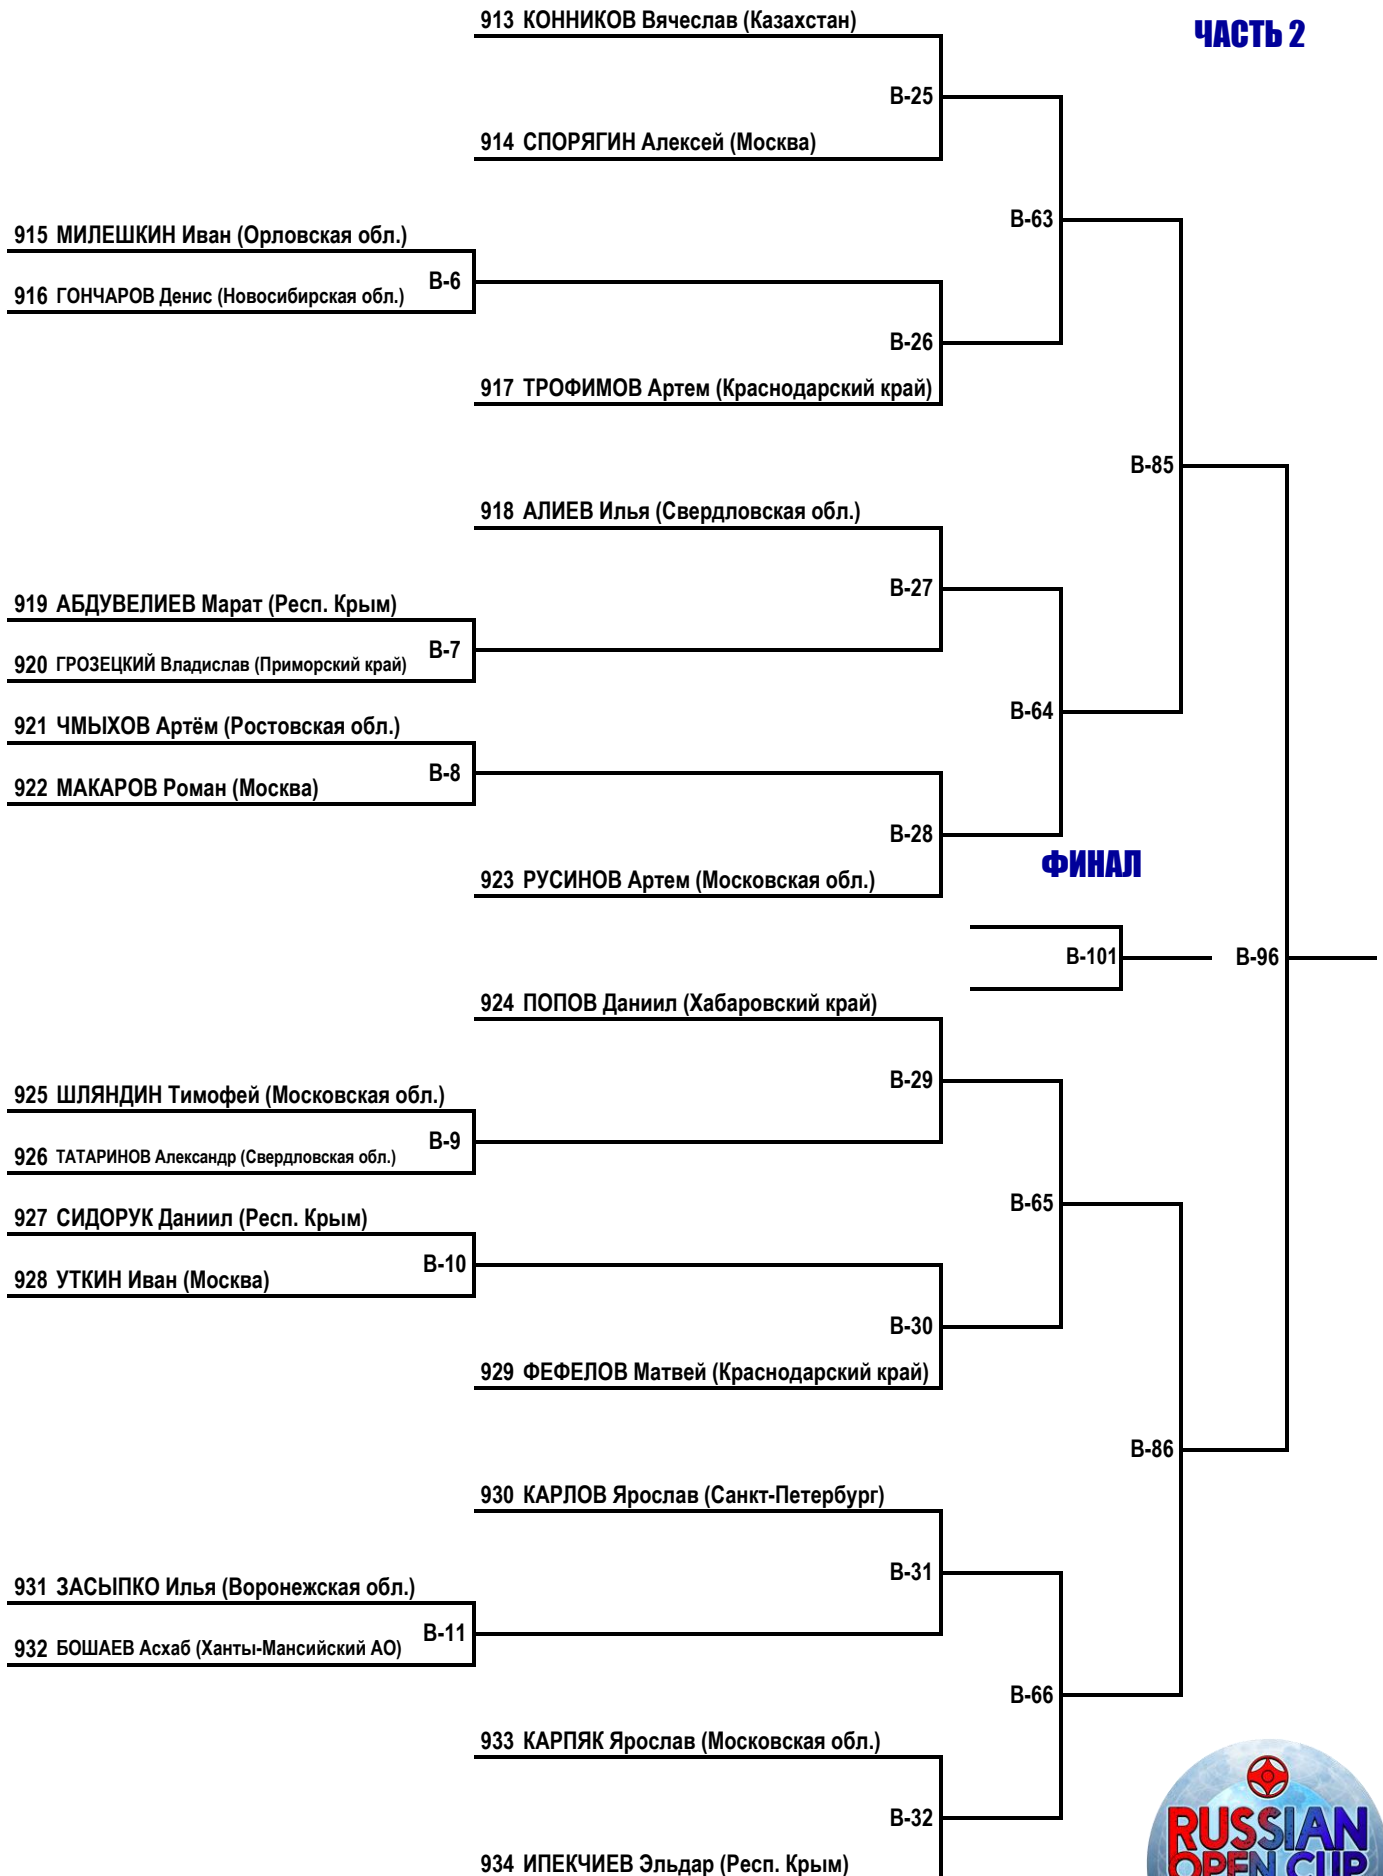 913 КОННИКОВ Вячеслав (Казахстан)
ЧАСТЬ 2
В-25
914 СПОРЯГИН Алексей (Москва)
В-63
915 МИЛЕШКИН Иван (Орловская обл.)
В-6
916 ГОНЧАРОВ Денис (Новосибирская обл.)
В-26
917 ТРОФИМОВ Артем (Краснодарский край)
В-85
918 АЛИЕВ Илья (Свердловская обл.)
В-27
919 АБДУВЕЛИЕВ Марат (Респ. Крым)
В-7
920 ГРОЗЕЦКИЙ Владислав (Приморский край)
В-64
921 ЧМЫХОВ Артём (Ростовская обл.)
В-8
922 МАКАРОВ Роман (Москва)
В-28
ФИНАЛ
923 РУСИНОВ Артем (Московская обл.)
В-101
В-96
924 ПОПОВ Даниил (Хабаровский край)
В-29
925 ШЛЯНДИН Тимофей (Московская обл.)
В-9
926 ТАТАРИНОВ Александр (Свердловская обл.)
В-65
927 СИДОРУК Даниил (Респ. Крым)
В-10
928 УТКИН Иван (Москва)
В-30
929 ФЕФЕЛОВ Матвей (Краснодарский край)
В-86
930 КАРЛОВ Ярослав (Санкт-Петербург)
В-31
931 ЗАСЫПКО Илья (Воронежская обл.)
В-11
932 БОШАЕВ Асхаб (Ханты-Мансийский АО)
В-66
933 КАРПЯК Ярослав (Московская обл.)
В-32
934 ИПЕКЧИЕВ Эльдар (Респ. Крым)
RUSSIAN
OPEN CUP